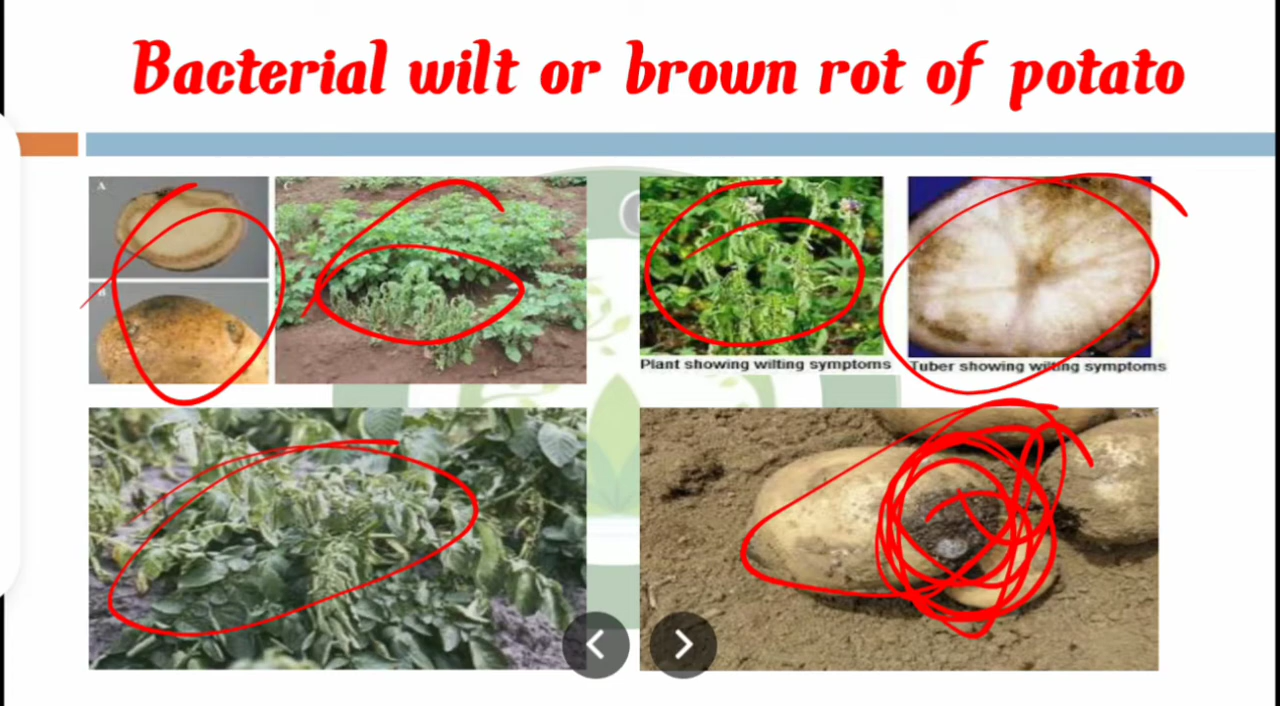 Bacterial wilt or brown rot of potato
A
C
B
Plant showing wilting symptoms
Tuber showing wilting symptoms